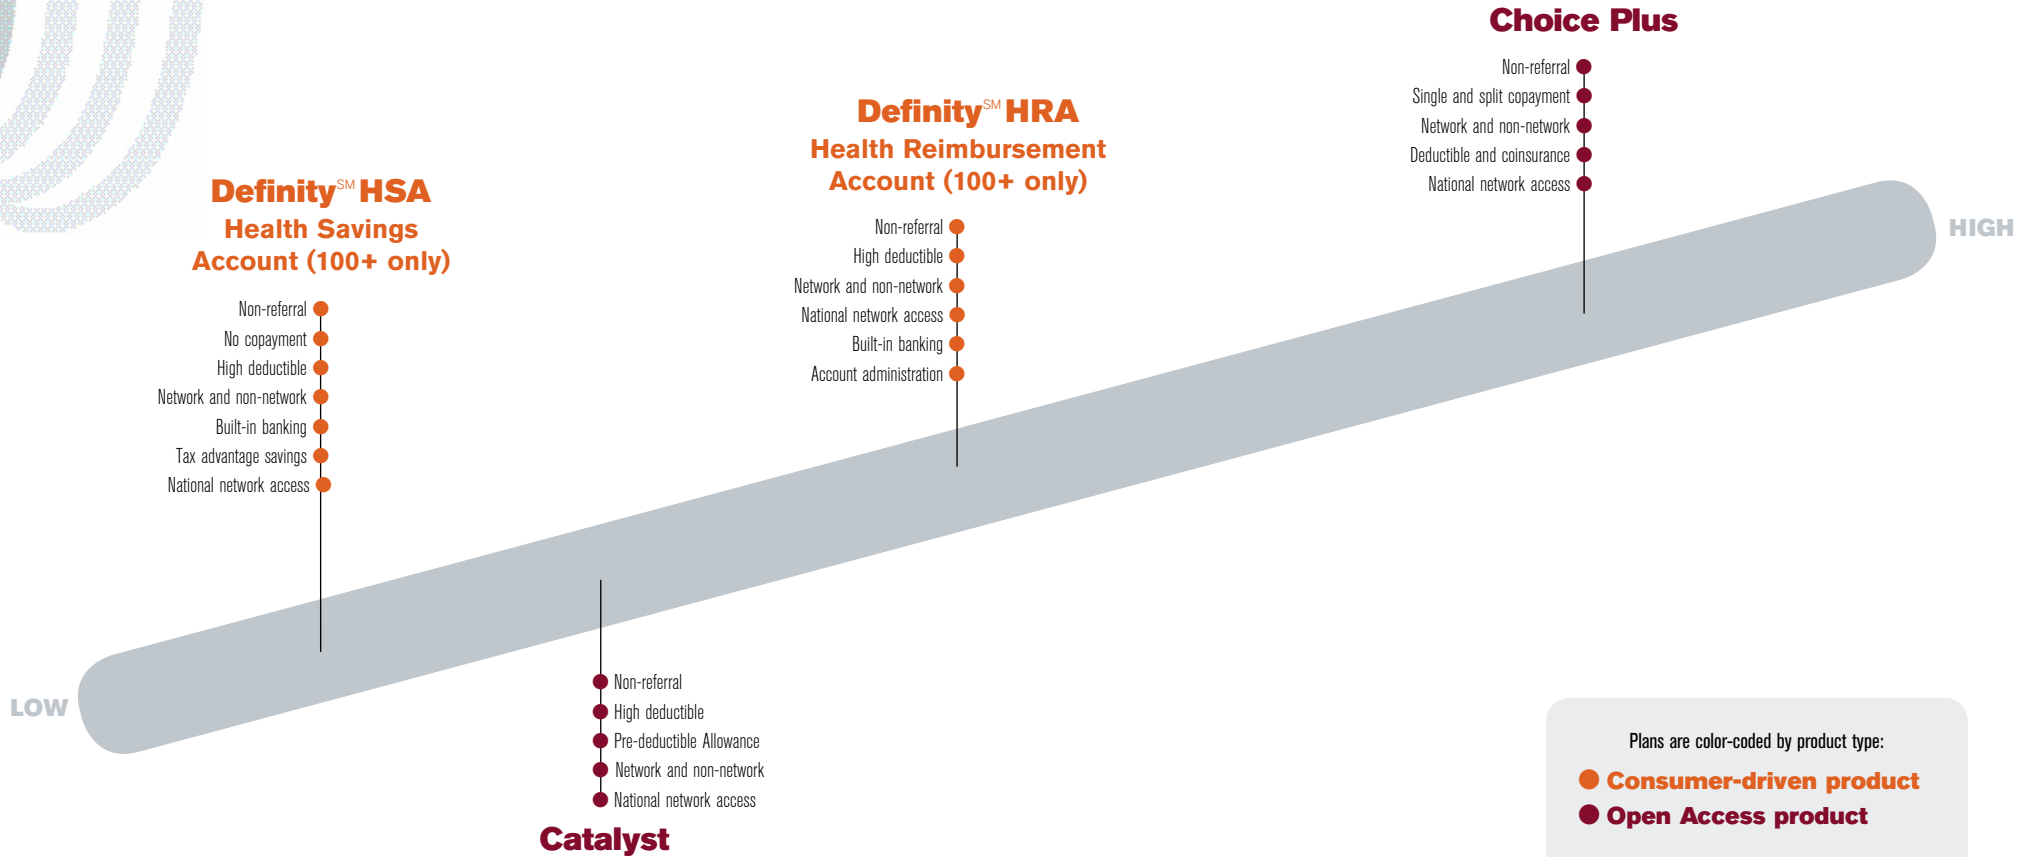 Choice Plus
Non-referral
Single and split copayment
Network and non-network
Deductible and coinsurance
National network access
Definity℠ HRA
Health Reimbursement
Account (100+ only)
Non-referral
High deductible
Network and non-network
National network access
Built-in banking
Account administration
Definity℠ HSA
Health Savings
Account (100+ only)
Non-referral
No copayment
High deductible
Network and non-network
Built-in banking
Tax advantage savings
National network access
HIGH
LOW
Non-referral
High deductible
Pre-deductible Allowance
Network and non-network
National network access
Catalyst
Plans are color-coded by product type:
Consumer-driven product
Open Access product